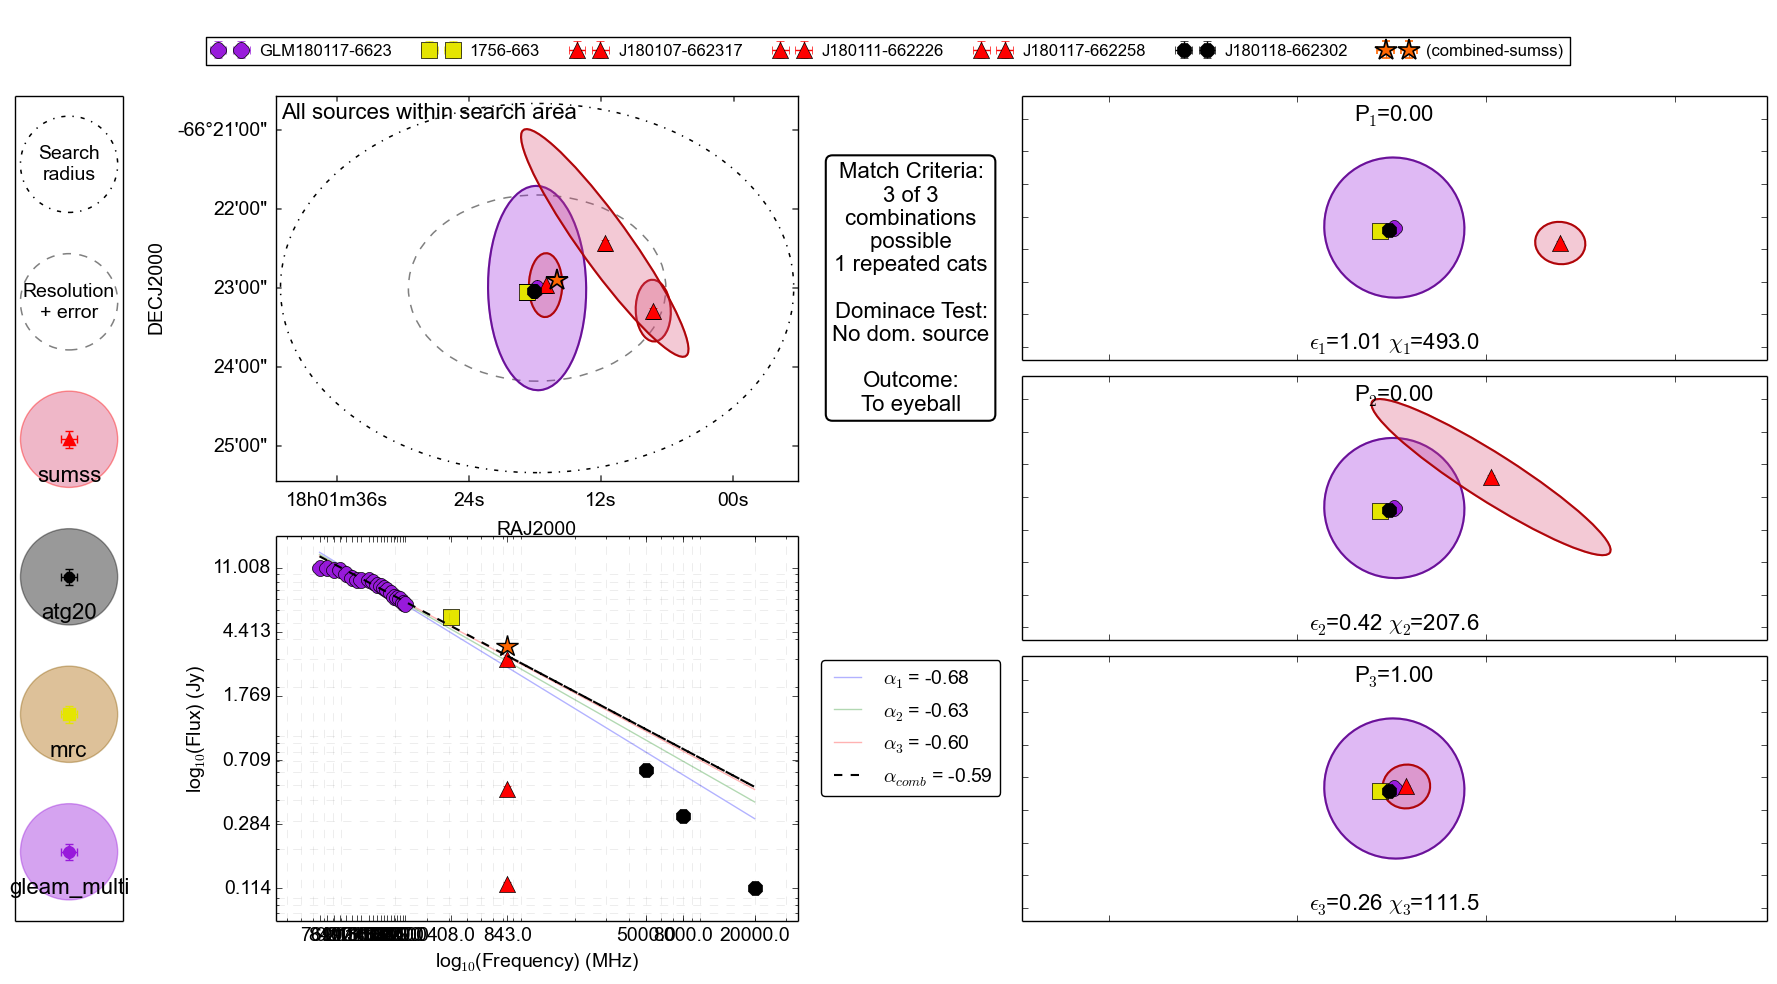 GLM180117-6623
1756-663
J180107-662317
J180111-662226
J180117-662258
J180118-662302
(combined-sumss)
Search
radius
Resolution
+ error
sumss
atg20
mrc
gleam_multi
All sources within search area
DECJ2000
-66°21'00"
22'00"
23'00"
24'00"
25'00"
18h01m36s
24s
12s
00s
RAJ2000
Match Criteria:
3 of 3
combinations
possible
1 repeated cats
Dominace Test:
No dom. source
Outcome:
To eyeball
log10(Flux) (Jy)
11.008
4.413
1.769
0.709
0.284
0.114
408.0
843.0
5000.0
8000.0
20000.0
log10(Frequency) (MHz)
α1 = -0.68
α2 = -0.63
α3 = -0.60
αcomb = -0.59
P1=0.00
ϵ1=1.01 χ1=493.0
P2=0.00
ϵ2=0.42 χ2=207.6
P3=1.00
ϵ3=0.26 χ3=111.5